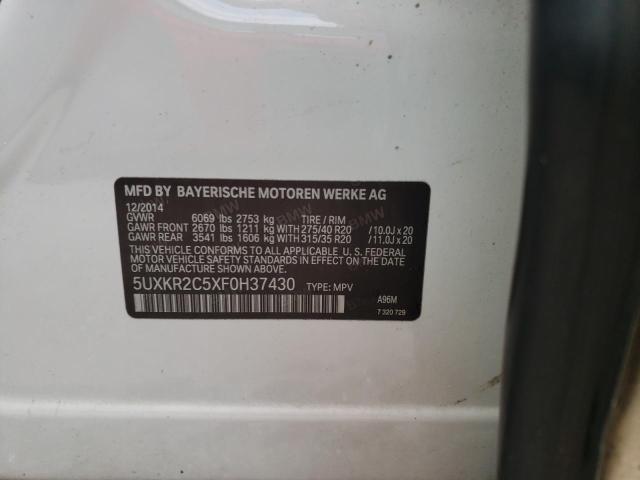 MFD BY BAYERISCHE MOTOREN WERKE AG
12/2014
GVWR 6069 lbs 2753 kg TIRE / RIM
GAWR FRONT 2670 lbs 1211 kg WITH 275/40 R20 /10.0J x 20
GAWR REAR 3541 lbs 1606 kg WITH 315/35 R20 /11.0J x 20
THIS VEHICLE CONFORMS TO ALL APPLICABLE U. S. FEDERAL
MOTOR VEHICLE SAFETY STANDARDS IN EFFECT ON
THE DATE OF MANUFACTURE SHOWN ABOVE.
5UXKR2C5XF0H37430 TYPE: MPV
A96M
7 320 729